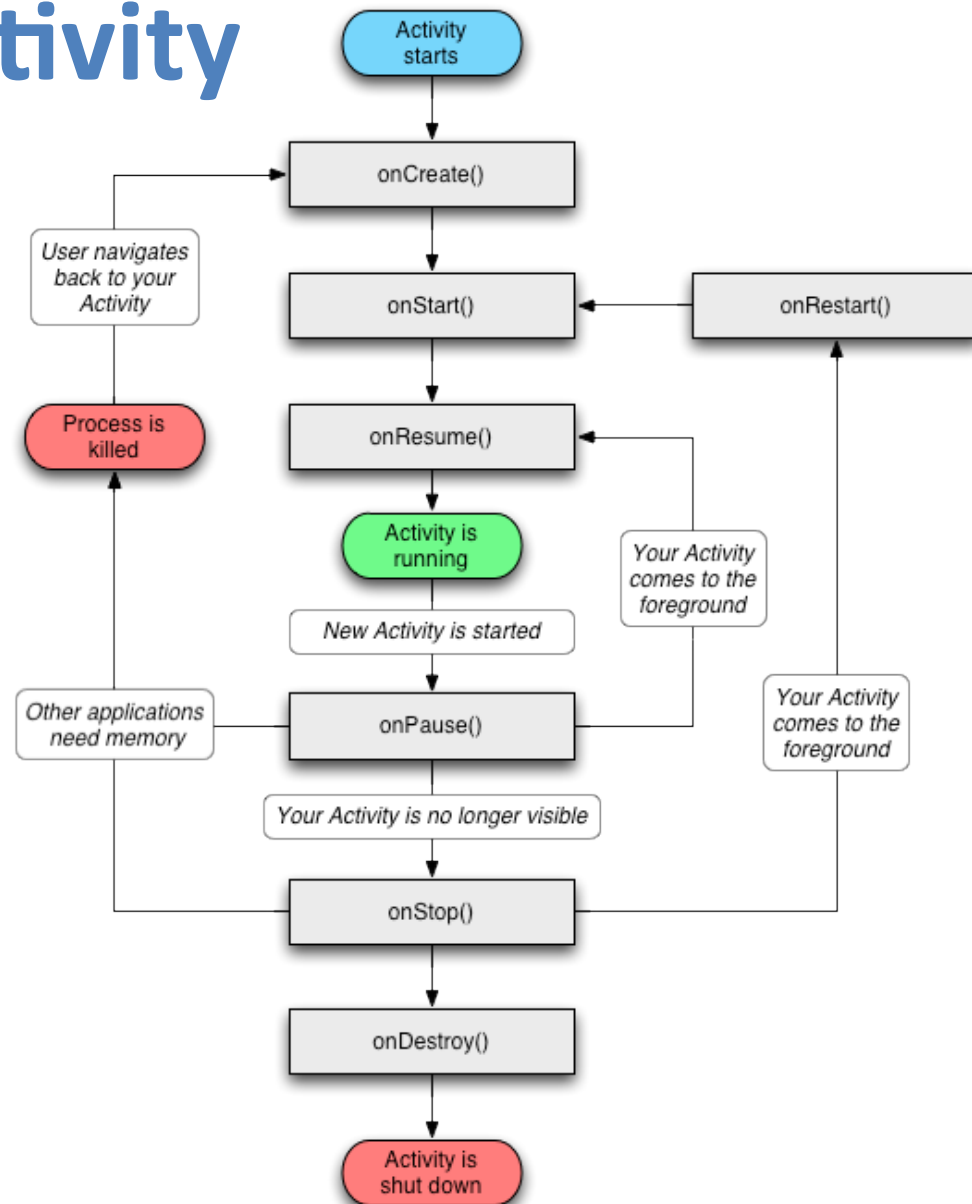 tivity
Activity
starts
onCreate()
User navigates
back to your
Activity
onStart()
onRestart()
onResume()
Process is
killed
Activity is
running
Your Activity
comes to the
foreground
New Activity is started
Other applications
need memory
onPause()
Your Activity
comes to the
foreground
Your Activity is no longer visible
onStop()
onDestroy()
Activity is
shut down